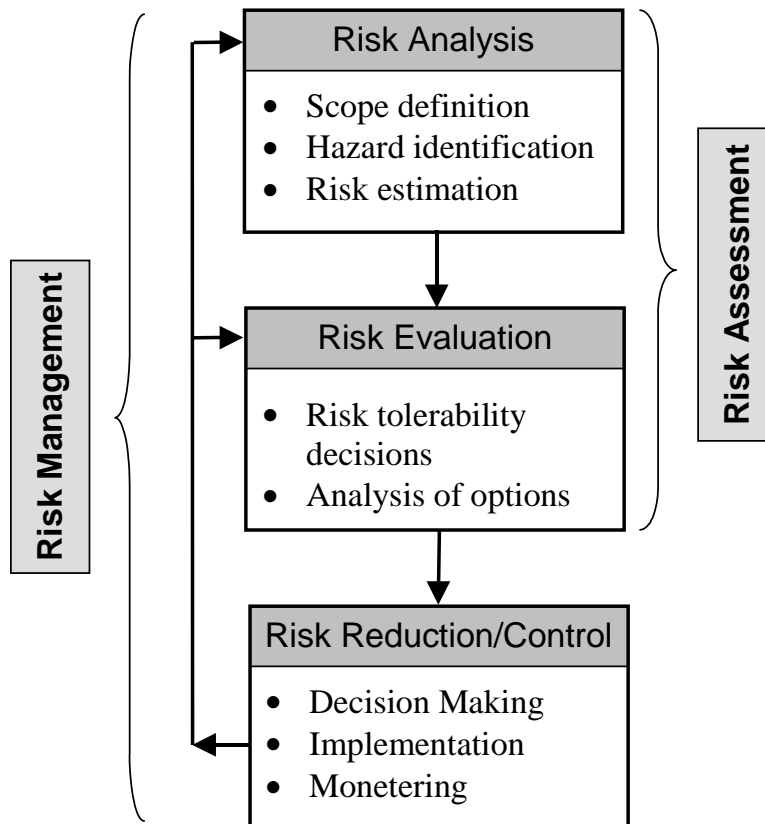 Risk Analysis
• Scope definition
• Hazard identification
• Risk estimation
Risk Management
Risk Assessment
Risk Evaluation
• Risk tolerability
decisions
• Analysis of options
Risk Reduction/Control
• Decision Making
• Implementation
• Monetering